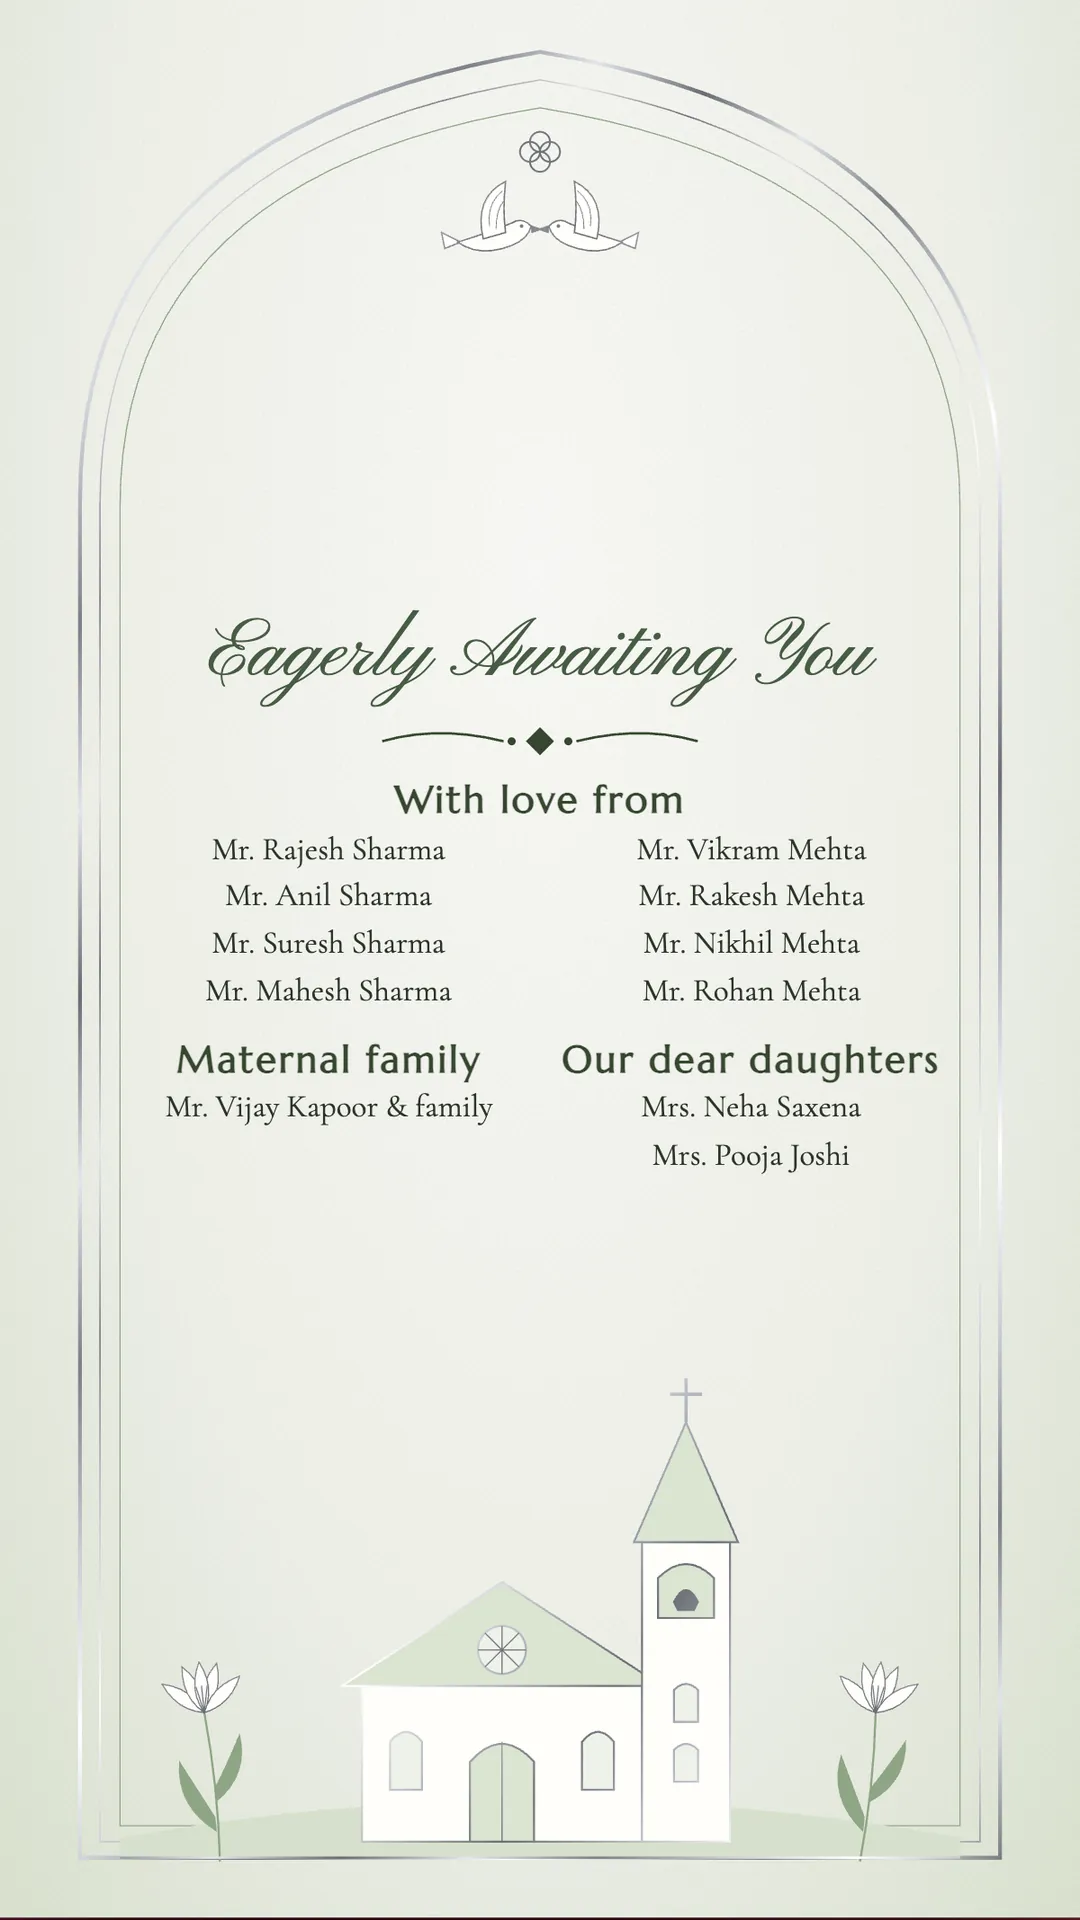 Eagerly Awaiting You
With love from
Mr. Rajesh Sharma
Mr. Anil Sharma
Mr. Suresh Sharma
Mr. Mahesh Sharma
Mr. Vikram Mehta
Mr. Rakesh Mehta
Mr. Nikhil Mehta
Mr. Rohan Mehta
Maternal family
Mr. Vijay Kapoor & family
Our dear daughters
Mrs. Neha Saxena
Mrs. Pooja Joshi